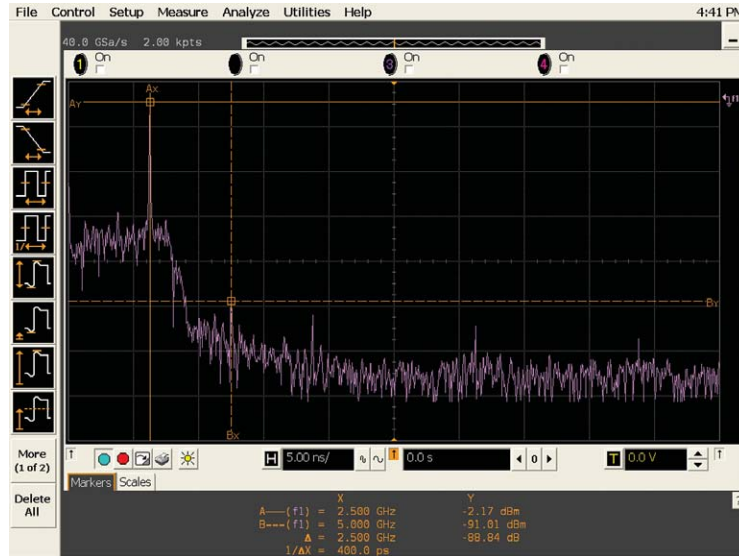 File Control Setup Measure Analyze Utilities Help 4:41 PM
40.0 GSa/s 2.00 kpts
1 On On 3 On 4 On
Ax
Ay
By
Bx
1/
More
(1 of 2)
Delete
All
H 5.00 ns/ 0.0 s 0 T 0.0 V
Markers Scales
X Y
A—(f1) = 2.500 GHz -2.17 dBm
B---(f1) = 5.000 GHz -91.01 dBm
Δ = 2.500 GHz -88.84 dB
1/ΔX = 400.0 ps